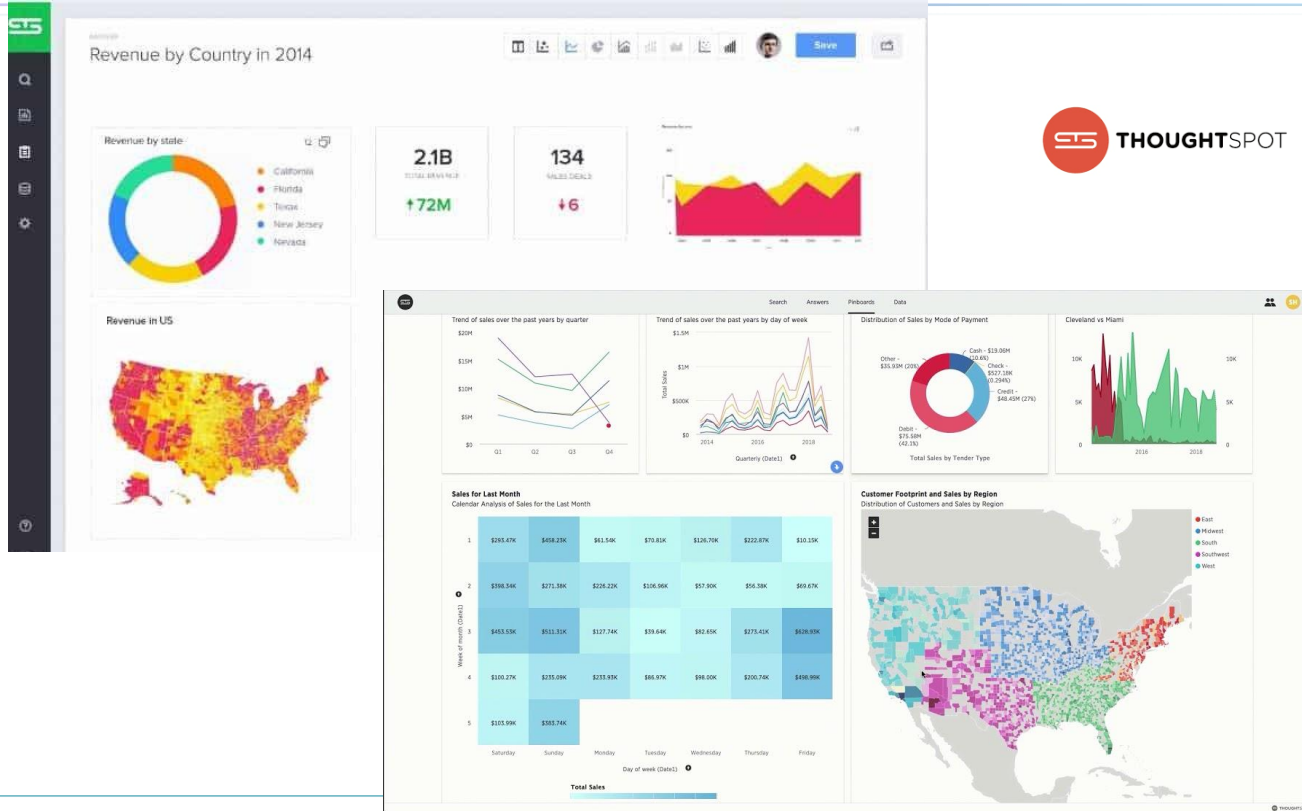 Revenue by Country in 2014
Save
THOUGHTSPOT
Revenue by state
California
Florida
Texas
New Jersey
Nevada
2.1B
TOTAL REVENUE
72M
134
SALES DEALS
6
Revenue in US
Search
Answers
Pinboards
Data
SH
Trend of sales over the past years by quarter
$20M
$15M
$10M
$5M
$0
Q1
Q2
Q3
Q4
Trend of sales over the past years by day of week
$1.5M
$1M
$500K
$0
Total Sales
2014
2016
2018
Quarterly (Date1)
Distribution of Sales by Mode of Payment
Cash - $19.06M
(10.6%)
Check -
$527.18K
(0.294%)
Credit -
$48.45M (27%)
Other -
$35.93M (20%)
Debit -
$75.58M
(42.1%)
Total Sales by Tender Type
Cleveland vs Miami
10K
5K
0
10K
5K
0
2016
2018
Sales for Last Month
Calendar Analysis of Sales for the Last Month
Week of month (Date1)
1 $293.47K $458.23K $61.54K $70.81K $126.70K $222.87K $10.15K
2 $398.34K $271.38K $226.22K $106.96K $57.90K $56.38K $69.67K
3 $453.53K $511.31K $127.74K $39.64K $82.65K $273.41K $628.93K
4 $100.27K $235.09K $233.93K $86.97K $98.00K $200.74K $498.99K
5 $103.99K $383.74K
Saturday Sunday Monday Tuesday Wednesday Thursday Friday
Day of week (Date1)
Total Sales
Customer Footprint and Sales by Region
Distribution of Customers and Sales by Region
+
−
East
Midwest
South
Southwest
West